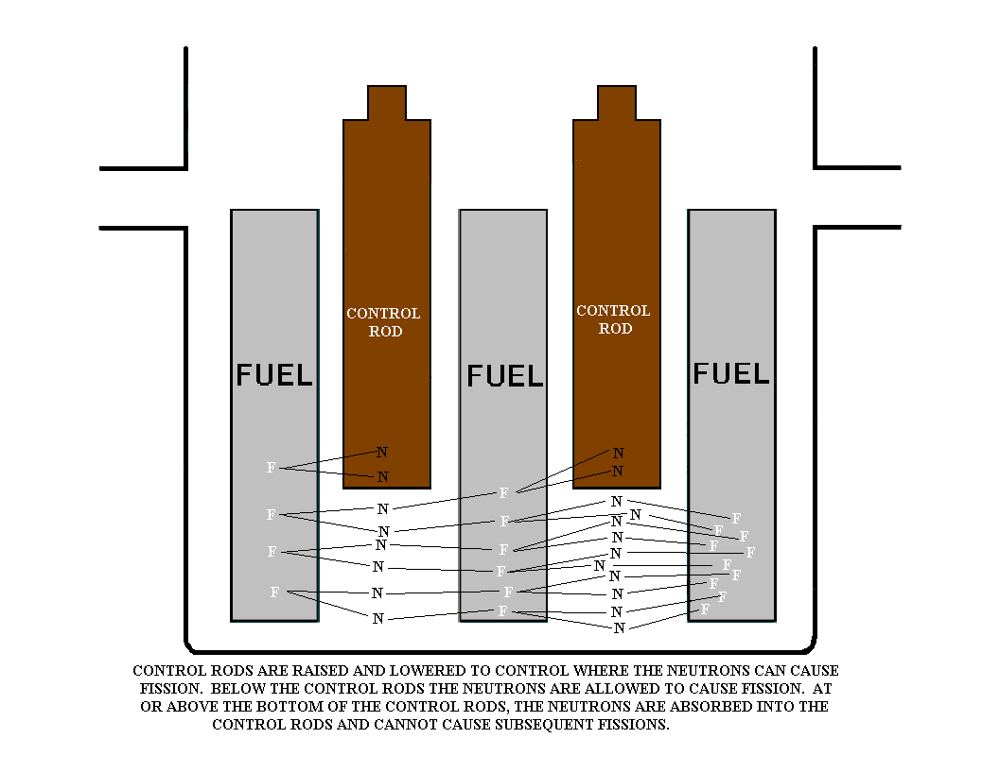 CONTROL
ROD
CONTROL
ROD
FUEL
FUEL
FUEL
F
F
F
F
N
N
N
N
N
N
N
N
F
F
F
F
F
F
N
N
N
N
N
N
N
N
N
N
N
N
F
F
F
F
F
F
F
F
F
F
CONTROL RODS ARE RAISED AND LOWERED TO CONTROL WHERE THE NEUTRONS CAN CAUSE
FISSION. BELOW THE CONTROL RODS THE NEUTRONS ARE ALLOWED TO CAUSE FISSION. AT
OR ABOVE THE BOTTOM OF THE CONTROL RODS, THE NEUTRONS ARE ABSORBED INTO THE
CONTROL RODS AND CANNOT CAUSE SUBSEQUENT FISSIONS.